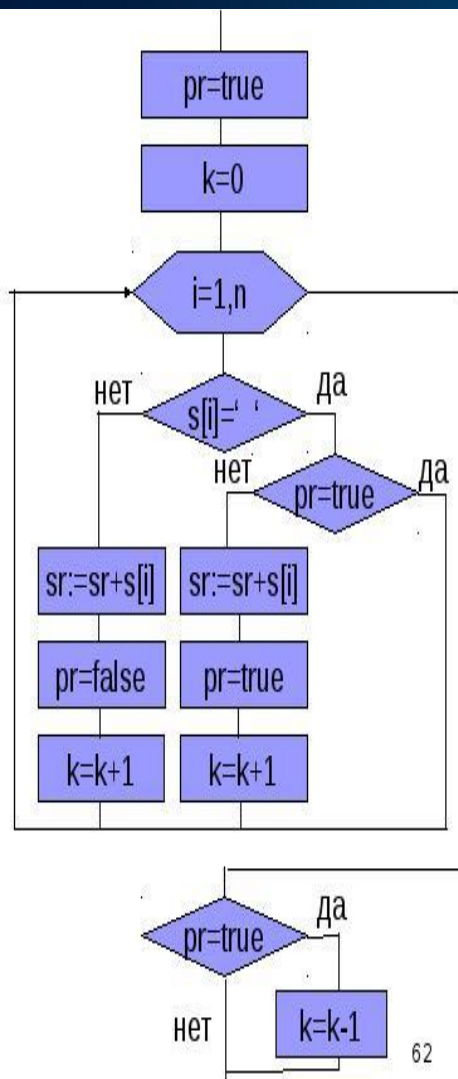 pr=true
k=0
i=1,n
нет
да
s[i]=‘ ‘
нет
да
pr=true
sr:=sr+s[i]
sr:=sr+s[i]
pr=false
pr=true
k=k+1
k=k+1
да
pr=true
нет
k=k-1
62